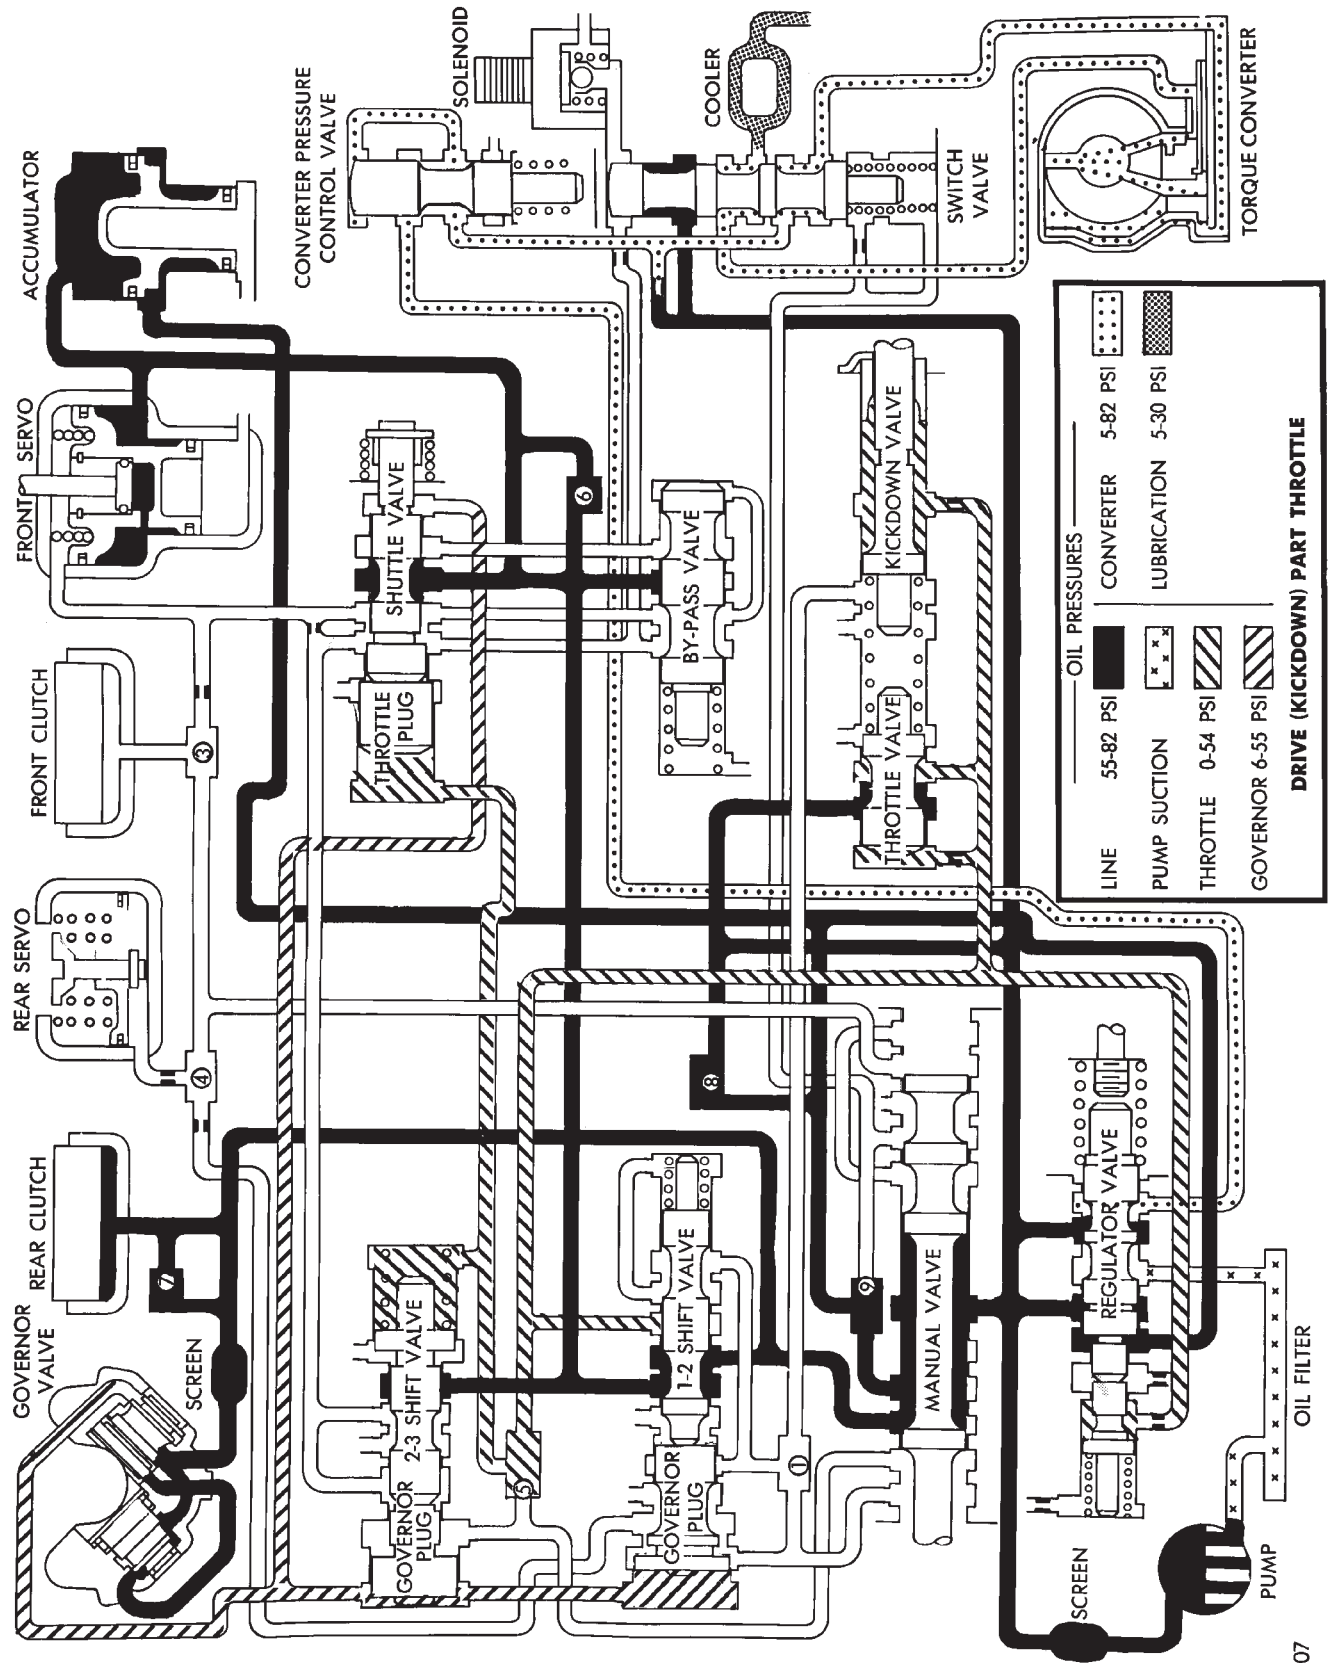 ACCUMULATOR
FRONT SERVO
FRONT CLUTCH
REAR SERVO
REAR CLUTCH
GOVERNOR
VALVE
SCREEN
CONVERTER PRESSURE
CONTROL VALVE
SOLENOID
COOLER
SWITCH
VALVE
TORQUE CONVERTER
SHUTTLE VALVE
THROTTLE
PLUG
BY-PASS VALVE
KICKDOWN VALVE
THROTTLE VALVE
2-3 SHIFT VALVE
GOVERNOR
PLUG
1-2 SHIFT VALVE
GOVERNOR
PLUG
MANUAL VALVE
REGULATOR VALVE
OIL FILTER
PUMP
SCREEN
3
4
7
6
8
9
5
1
OIL PRESSURES
LINE 55-82 PSI
PUMP SUCTION
THROTTLE 0-54 PSI
GOVERNOR 6-55 PSI
CONVERTER 5-82 PSI
LUBRICATION 5-30 PSI
DRIVE (KICKDOWN) PART THROTTLE
07